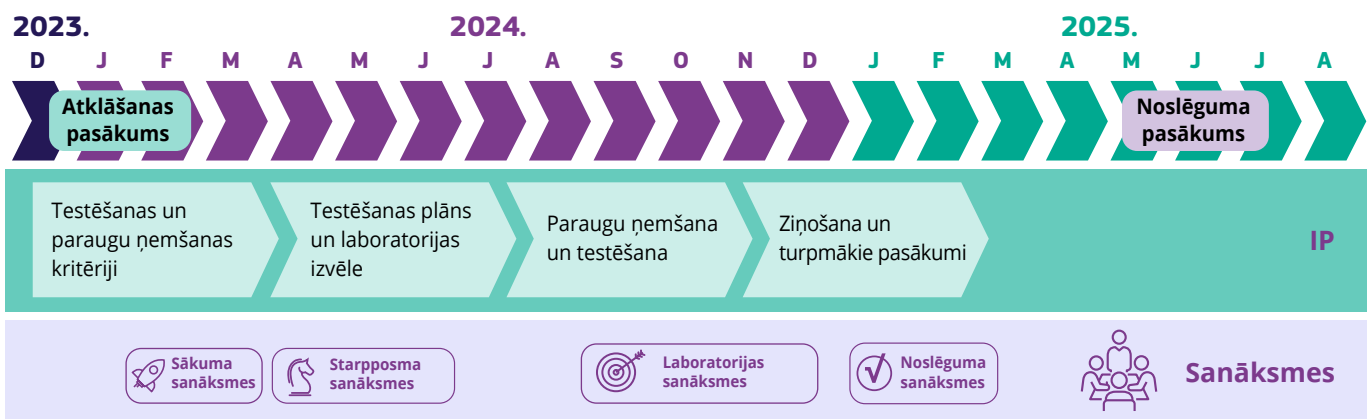 2023. 2024. 2025.
D J F M A M J J A S O N D J F M A M J J A
Atklāšanas
pasākums
Noslēguma
pasākums
Testēšanas un
paraugu ņemšanas
kritēriji
Testēšanas plāns
un laboratorijas
izvēle
Paraugu ņemšana
un testēšana
Ziņošana un
turpmākie pasākumi
IP
Sākuma
sanāksmes
Starpposma
sanāksmes
Laboratorijas
sanāksmes
Noslēguma
sanāksmes
Sanāksmes